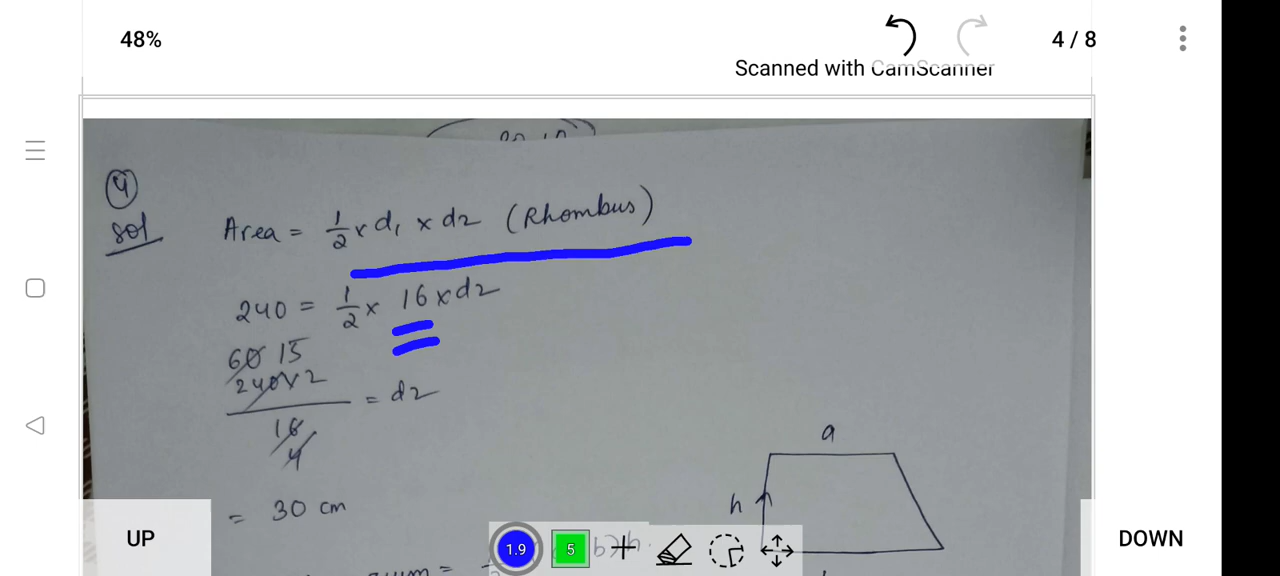 48%
4 / 8
Scanned with CamScanner
4
Sol
Area = 1/2 x d1 x d2 (Rhombus)
240 = 1/2 x 16 x d2
60 15
240 x 2 / 16 = d2
4
= 30 cm
a
h
UP
1.9
5
DOWN